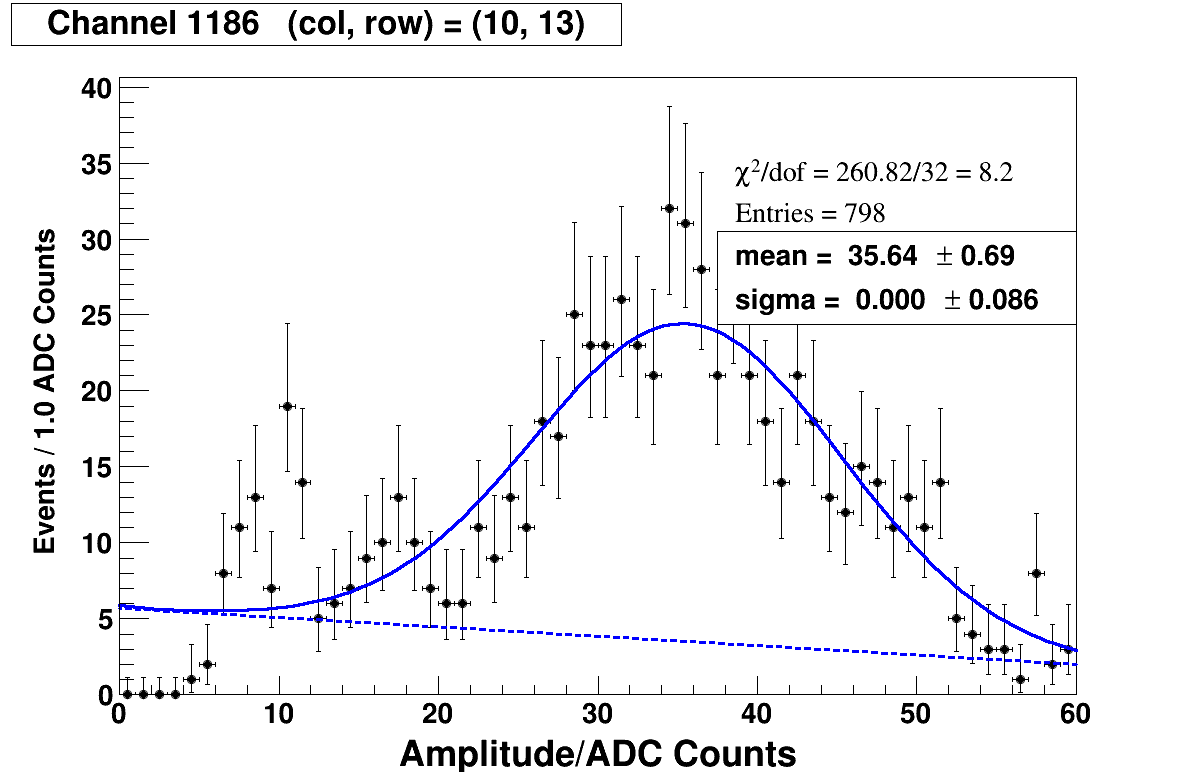 Channel 1186 (col, row) = (10, 13)
Events / 1.0 ADC Counts
40
35
30
25
20
15
10
5
0
χ²/dof = 260.82/32 = 8.2
Entries = 798
mean = 35.64 ± 0.69
sigma = 0.000 ± 0.086
0 10 20 30 40 50 60
Amplitude/ADC Counts